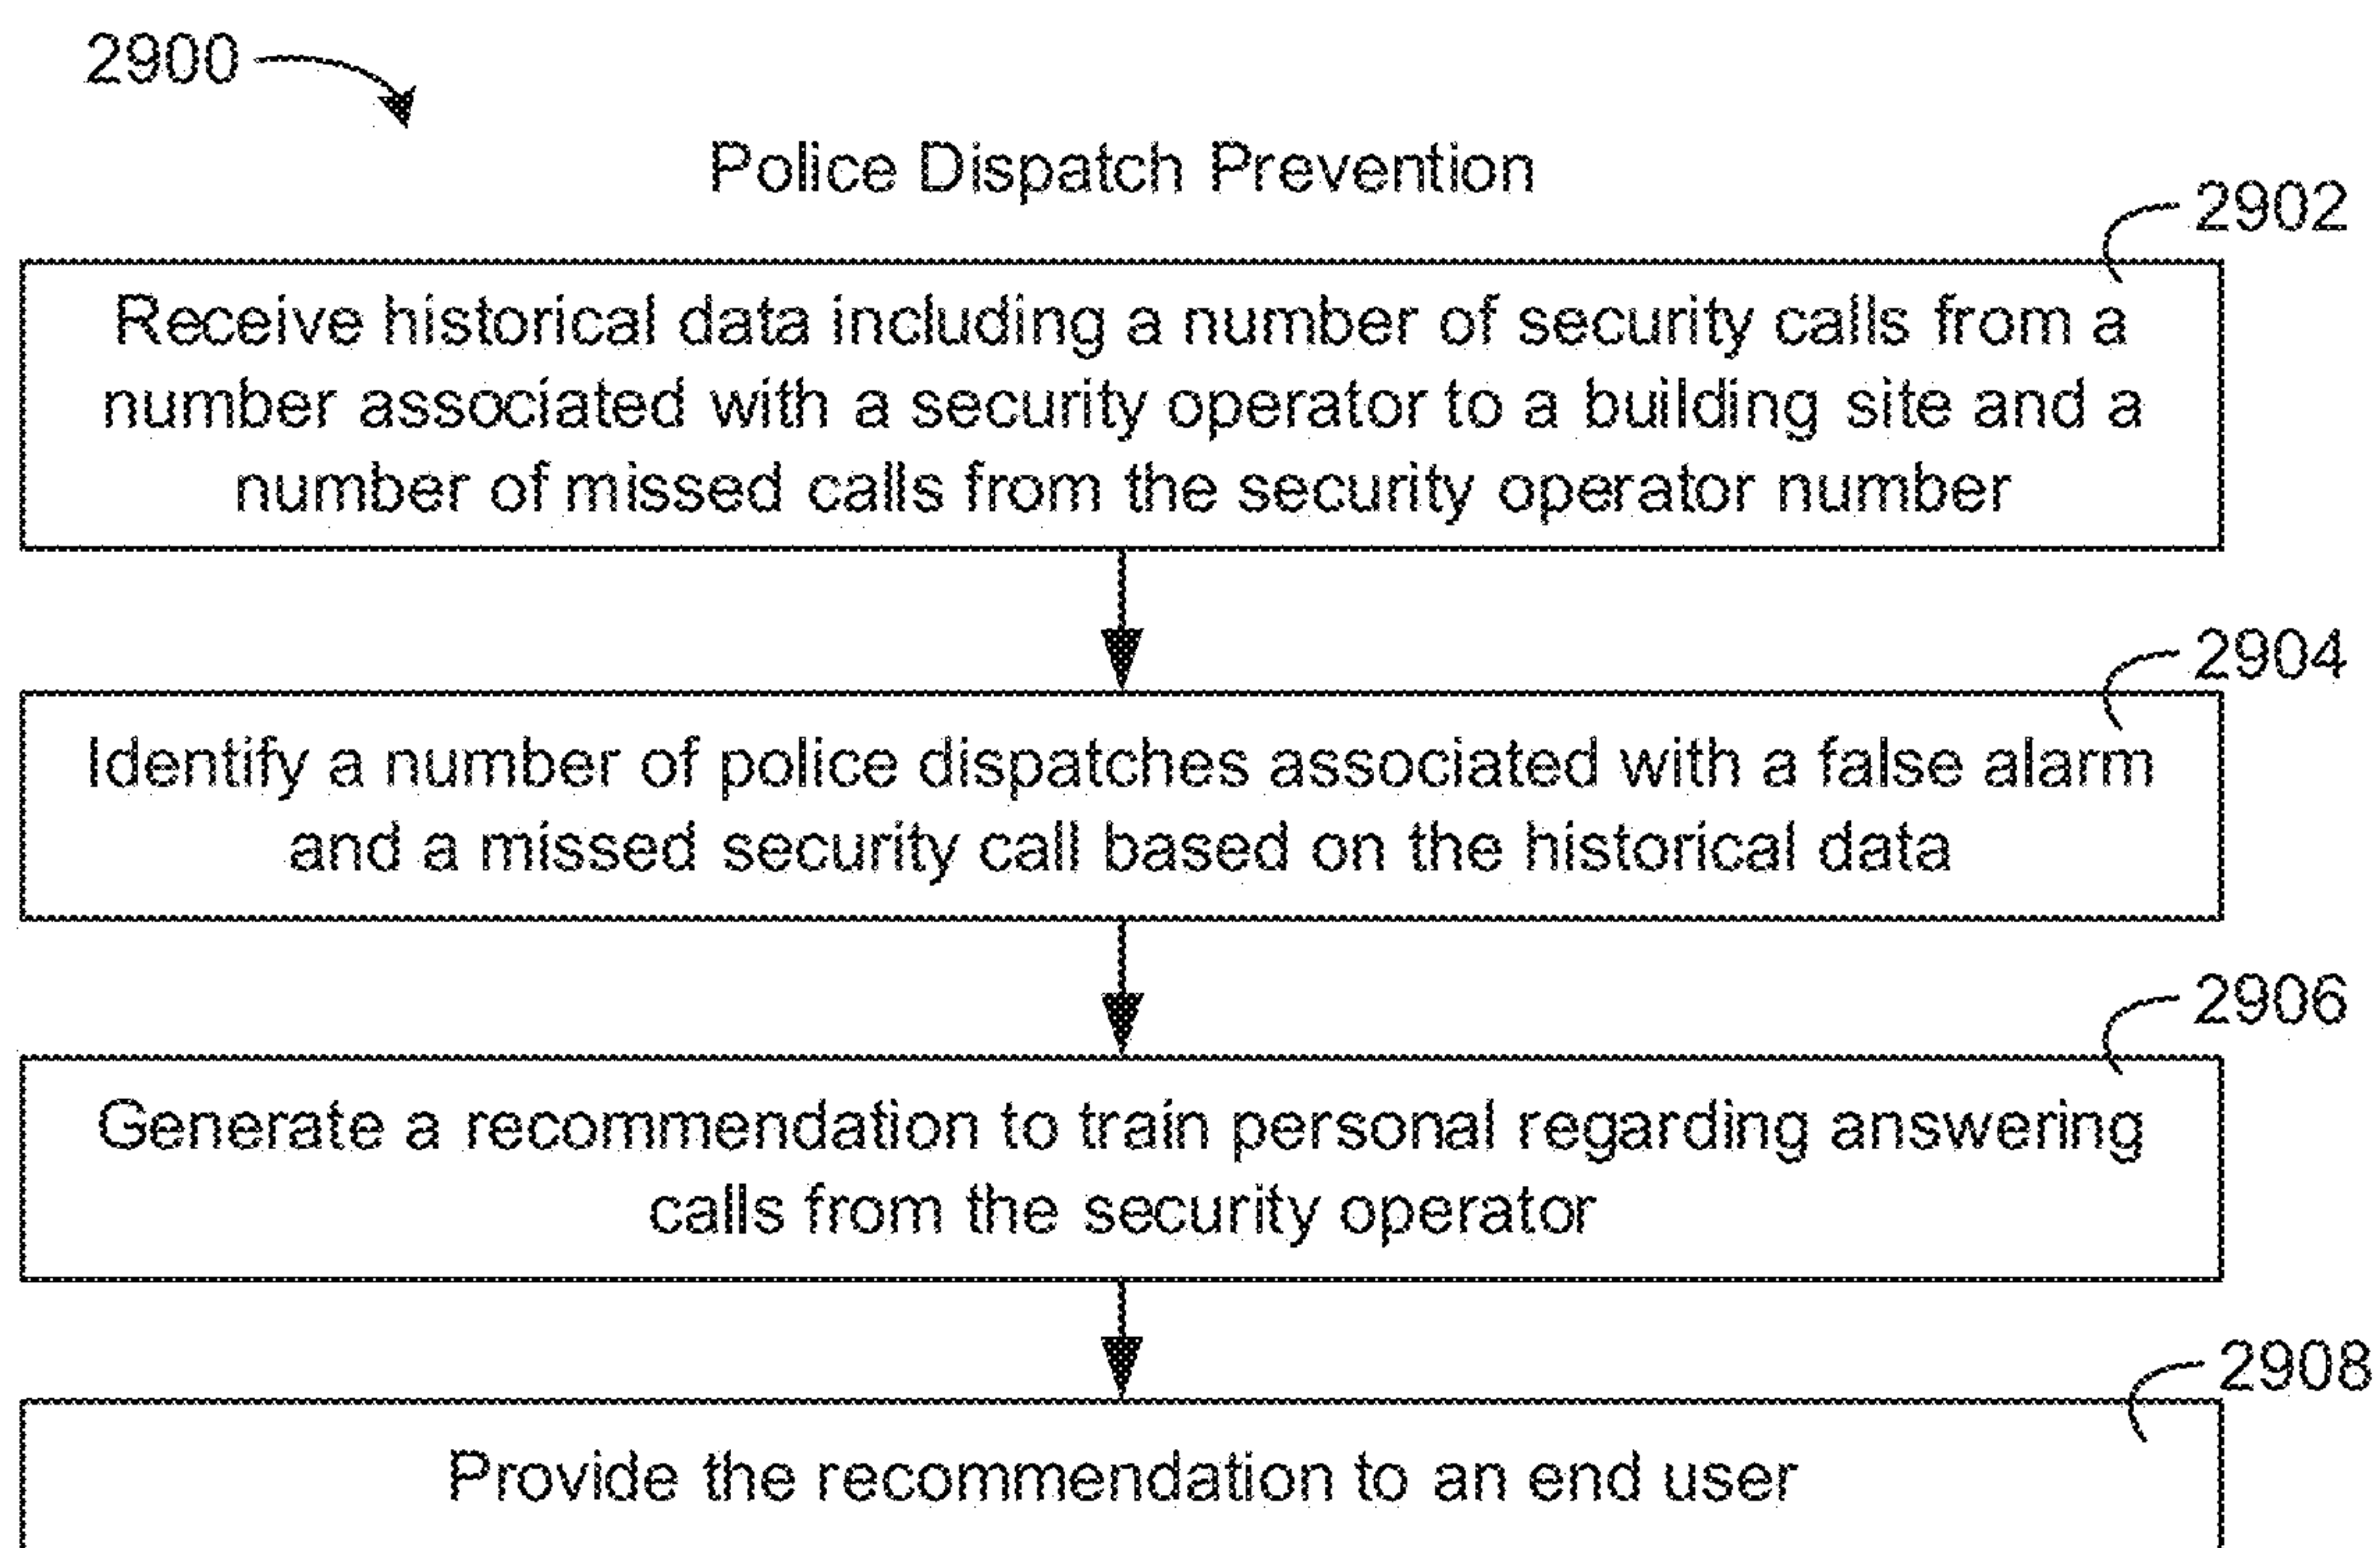 2900
Police Dispatch Prevention
2902
Receive historical data including a number of security calls from a
number associated with a security operator to a building site and a
number of missed calls from the security operator number
2904
Identify a number of police dispatches associated with a false alarm
and a missed security call based on the historical data
2906
Generate a recommendation to train personal regarding answering
calls from the security operator
2908
Provide the recommendation to an end user